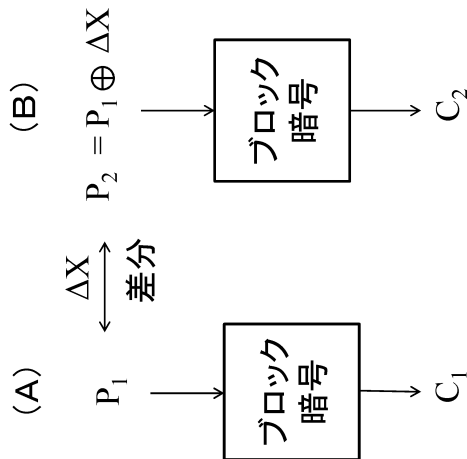 (A)
(B)
P₁
ΔX
差分
P₂ = P₁ ⊕ ΔX
ブロック
暗号
ブロック
暗号
C₁
C₂